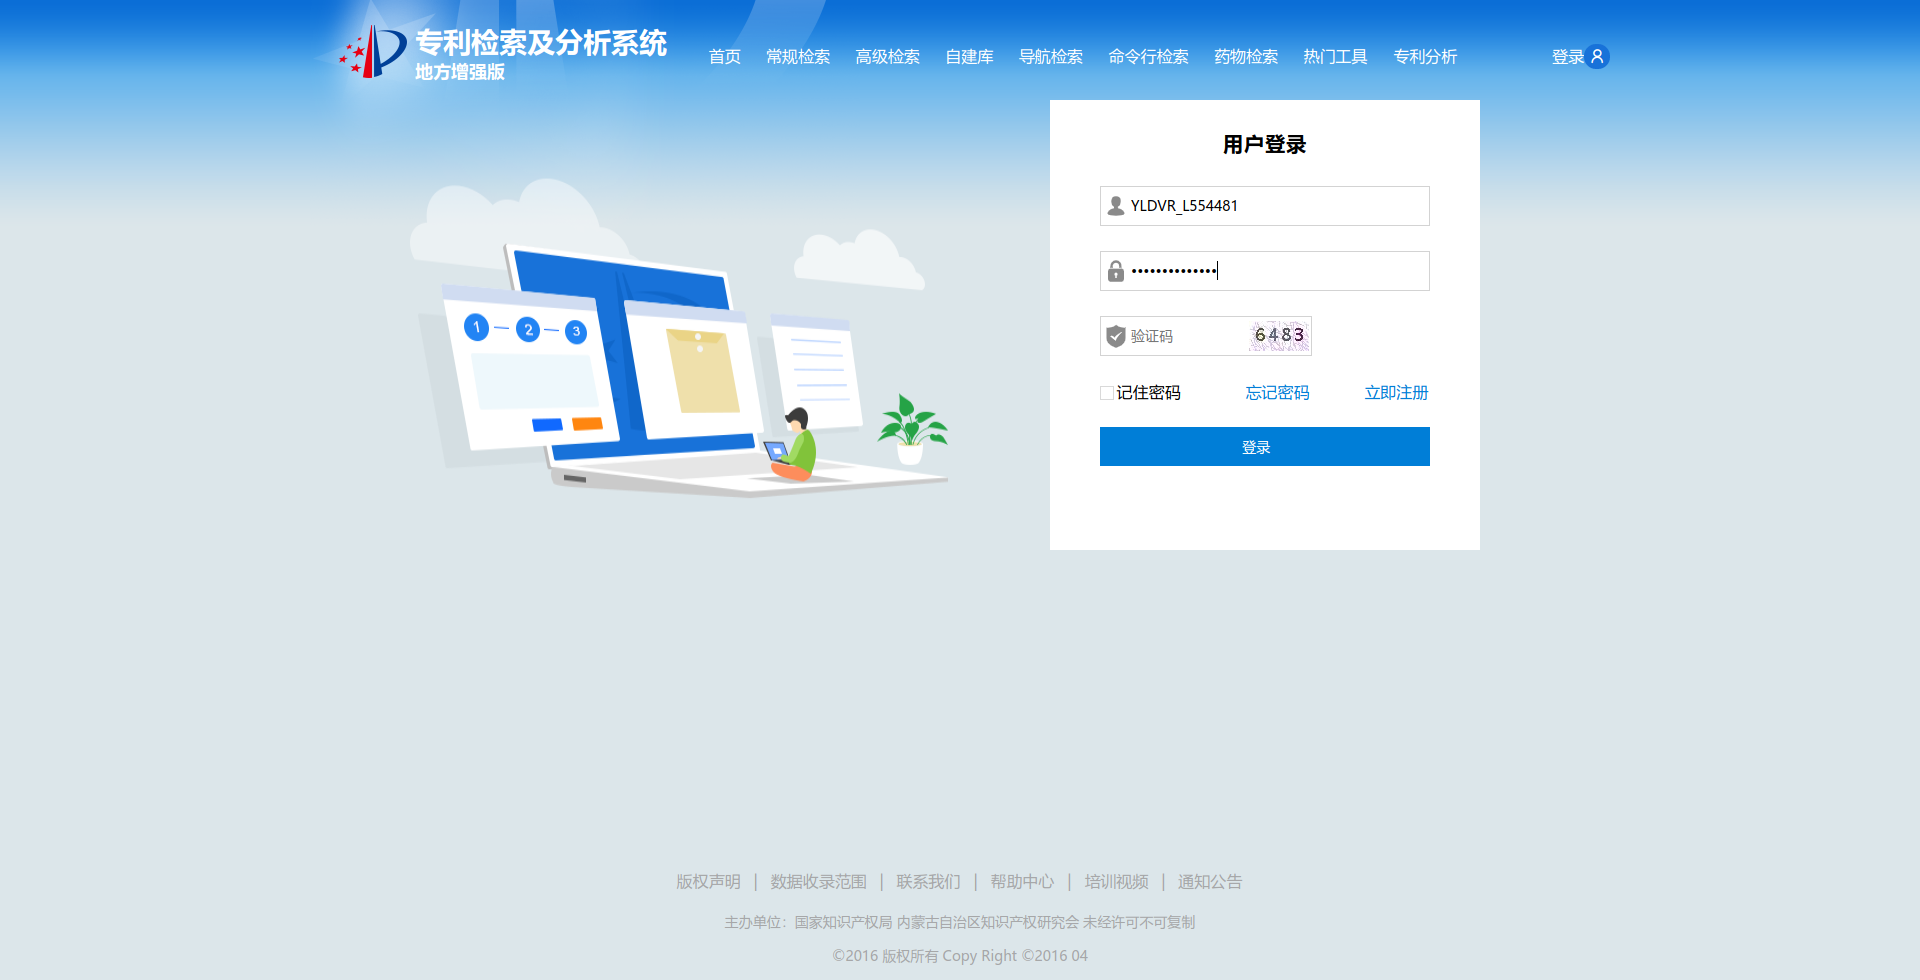 专利检索及分析系统
地方增强版
首页 常规检索 高级检索 自建库 导航检索 命令行检索 药物检索 热门工具 专利分析 登录
用户登录
YLDVR_L554481
••••••••••••••
验证码 6483
记住密码 忘记密码 立即注册
登录
1 2 3
版权声明 | 数据收录范围 | 联系我们 | 帮助中心 | 培训视频 | 通知公告
主办单位：国家知识产权局 内蒙古自治区知识产权研究会 未经许可不可复制
©2016 版权所有 Copy Right ©2016 04